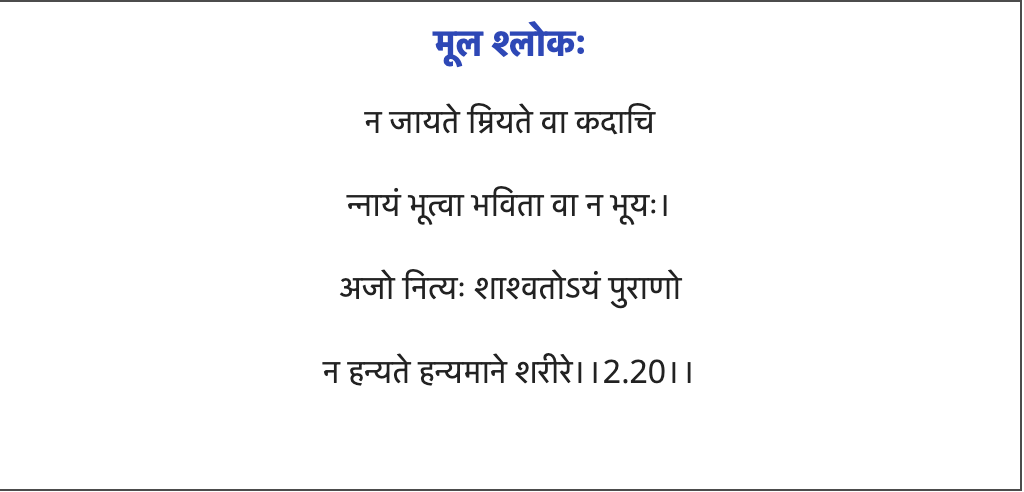 मूल श्लोकः
न जायते म्रियते वा कदाचि
न्नायं भूत्वा भविता वा न भूयः।
अजो नित्यः शाश्वतोऽयं पुराणो
न हन्यते हन्यमाने शरीरे।।2.20।।